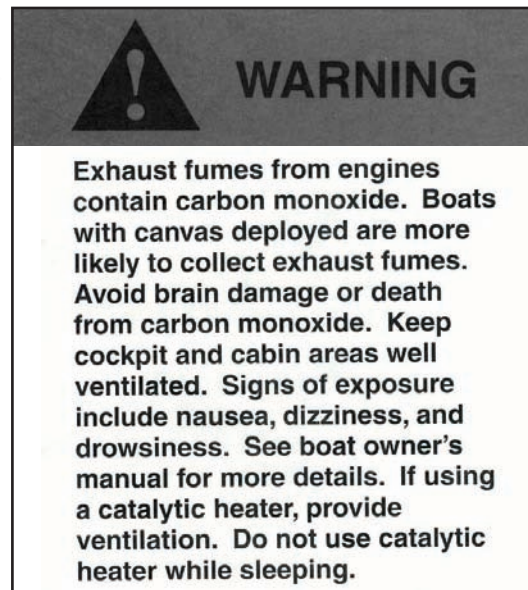 WARNING
Exhaust fumes from engines
contain carbon monoxide.  Boats
with canvas deployed are more
likely to collect exhaust fumes.
Avoid brain damage or death
from carbon monoxide.  Keep
cockpit and cabin areas well
ventilated.  Signs of exposure
include nausea, dizziness, and
drowsiness.  See boat owner's
manual for more details.  If using
a catalytic heater, provide
ventilation.  Do not use catalytic
heater while sleeping.